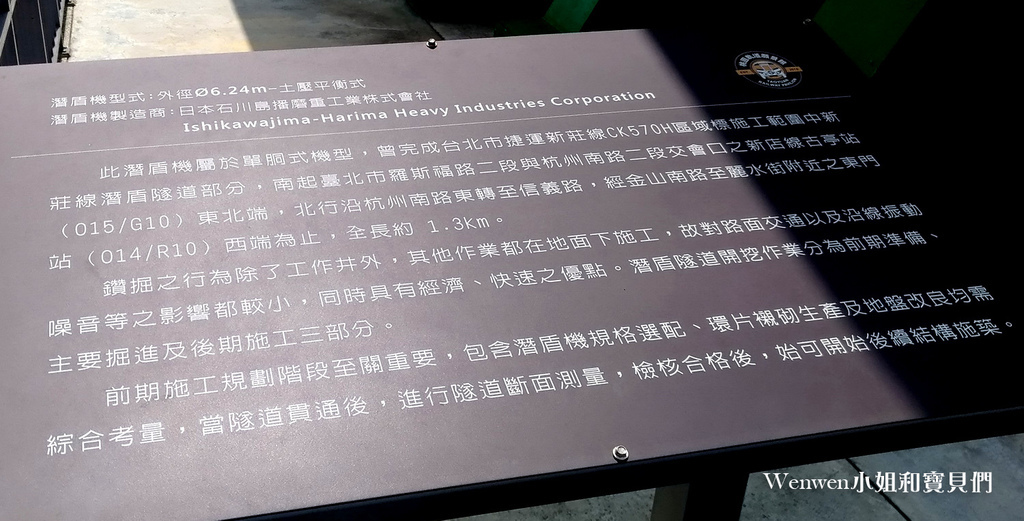 潛盾機型式：外徑Ø6.24m-土壓平衡式
潛盾機製造商：日本石川島播磨重工業株式會社
Ishikawajima-Harima Heavy Industries Corporation
此潛盾機屬於單胴式機型，曾完成台北市捷運新莊線CK570H區域標施工範圍中新
莊線潛盾隧道部分，南起臺北市羅斯福路二段與杭州南路二段交會口之新店線古亭站
（O15/G10）東北端，北行沿杭州南路東轉至信義路，經金山南路至麗水街附近之東門
站（O14/R10）西端為止，全長約 1.3Km。
鑽掘之行為除了工作井外，其他作業都在地面下施工，故對路面交通以及沿線振動
噪音等之影響都較小，同時具有經濟、快速之優點。潛盾隧道開挖作業分為前期準備、
主要掘進及後期施工三部分。
前期施工規劃階段至關重要，包含潛盾機規格選配、環片襯砌生產及地盤改良均需
綜合考量，當隧道貫通後，進行隧道斷面測量，檢核合格後，始可開始後續結構施築。
Wenwen小姐和寶貝們